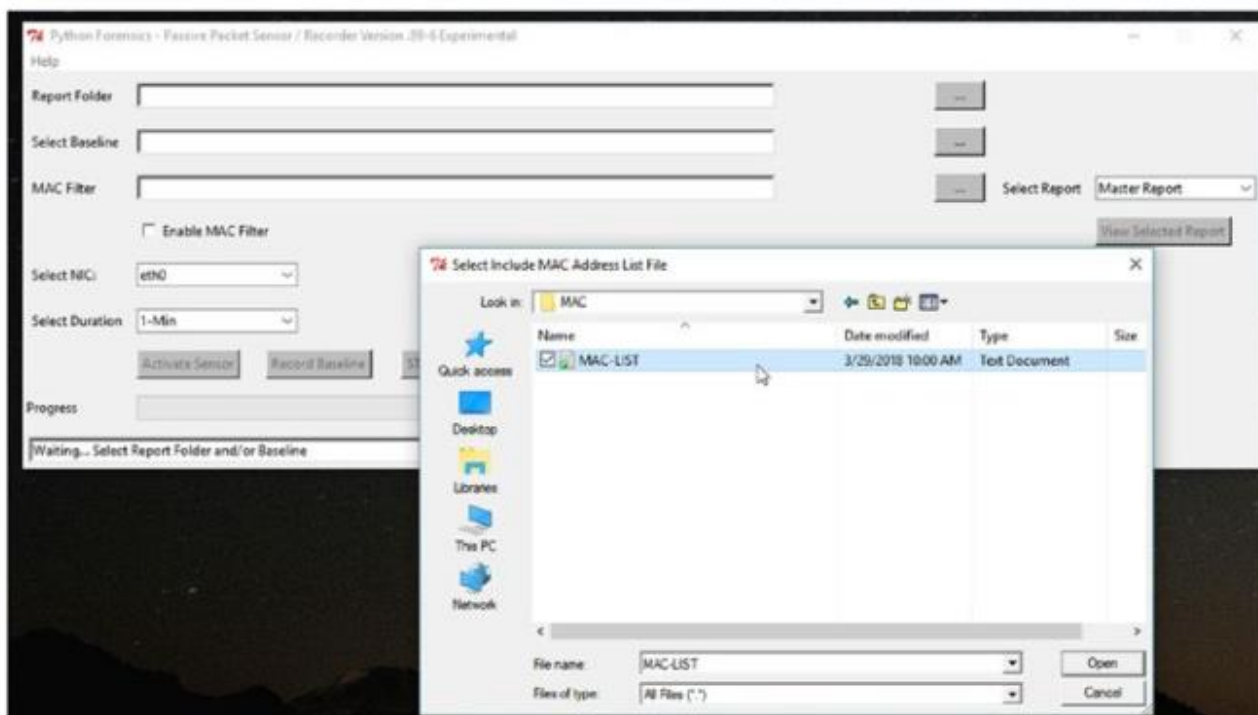 Python Forensics - Passive Packet Sensor / Recorder Version .99-6 Experimental
Help
Report Folder ...
Select Baseline ...
MAC Filter ... Select Report Master Report
Enable MAC Filter View Selected Report
Select NIC: eth0
Select Duration 1-Min
Activate Sensor Record Baseline ST
Progress
Waiting... Select Report Folder and/or Baseline
Select Include MAC Address List File
Look in: MAC
Name Date modified Type Size
MAC-LIST 3/29/2018 10:00 AM Text Document
Quick access
Desktop
Libraries
This PC
Network
File name: MAC-LIST Open
Files of type: All Files (*.*) Cancel